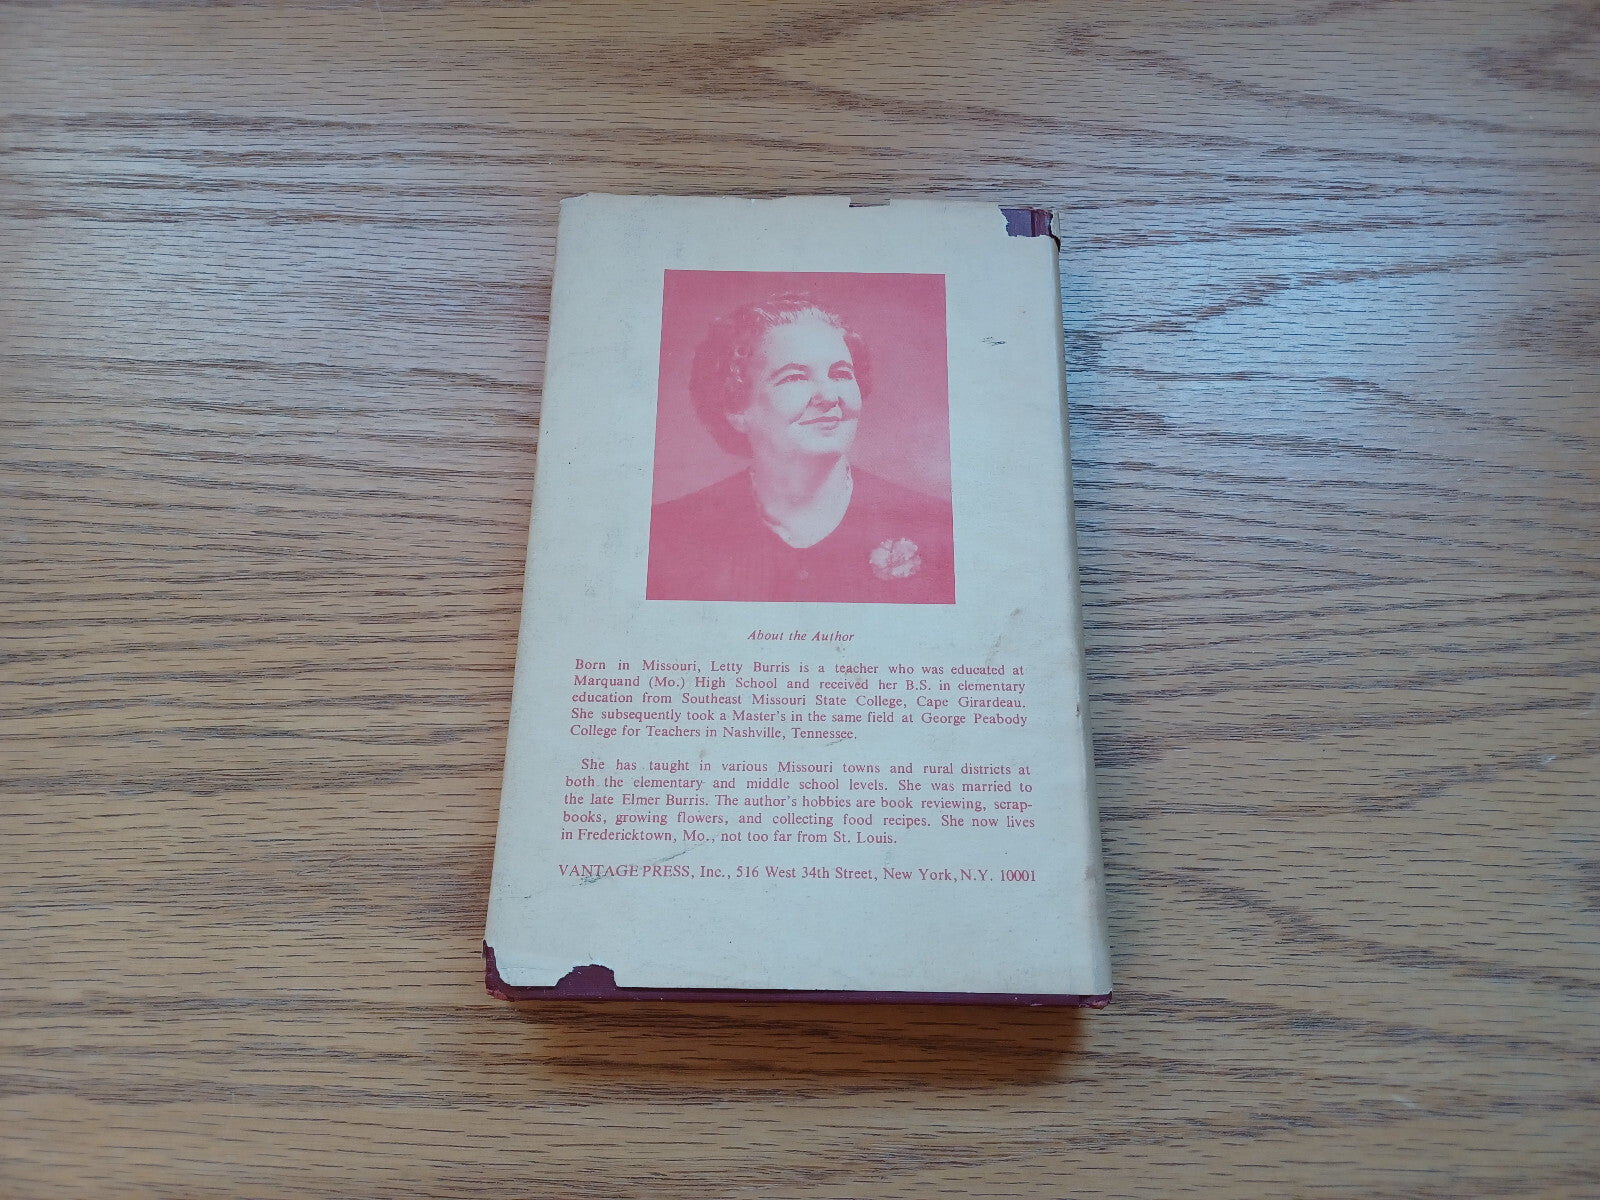 About the Author
Born in Missouri, Letty Burris is a teacher who was educated at
Marquand (Mo.) High School and received her B.S. in elementary
education from Southeast Missouri State College, Cape Girardeau.
She subsequently took a Master's in the same field at George Peabody
College for Teachers in Nashville, Tennessee.
She has taught in various Missouri towns and rural districts at
both the elementary and middle school levels. She was married to
the late Elmer Burris. The author's hobbies are book reviewing, scrap-
books, growing flowers, and collecting food recipes. She now lives
in Fredericktown, Mo., not too far from St. Louis.
VANTAGE PRESS, Inc., 516 West 34th Street, New York, N.Y. 10001